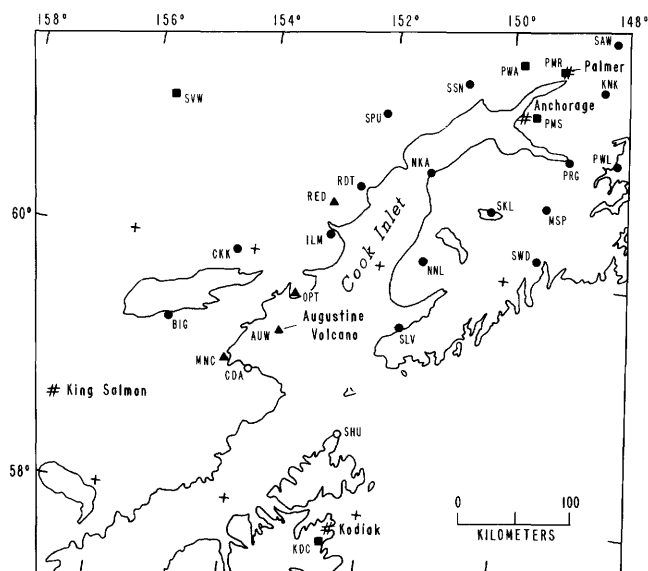 158°
156°
154°
152°
150°
148°
SAW
PWA
PMR
# Palmer
SVW
SSN
KNK
Anchorage
SPU
#
PMS
NKA
PWL
PRG
RDT
RED
SKL
60°
MSP
ILM
Cook Inlet
CKK
SWD
NNL
OPT
BIG
Augustine
Volcano
AUW
SLV
MNC
CDA
# King Salmon
SHU
58°
0
100
KILOMETERS
# Kodiak
KDC